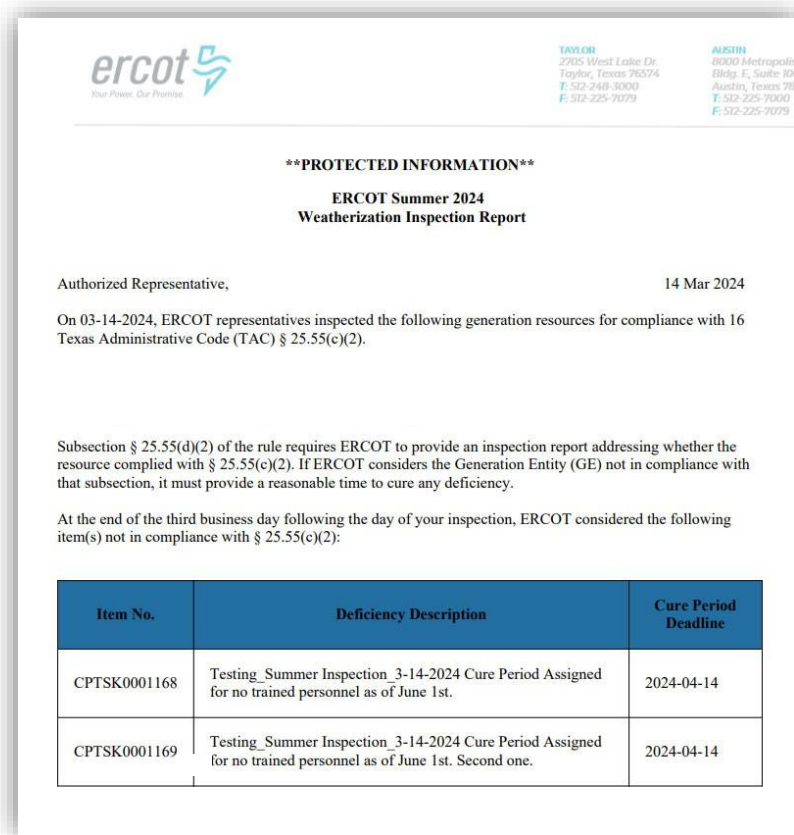 ercot
Your Power. Our Promise.
TAYLOR
2705 West Lake Dr.
Taylor, Texas 76574
T: 512-248-3000
F: 512-225-7079
AUSTIN
8000 Metropolis
Bldg. E, Suite 10
Austin, Texas 78
T: 512-225-7000
F: 512-225-7079
**PROTECTED INFORMATION**
ERCOT Summer 2024
Weatherization Inspection Report
Authorized Representative, 14 Mar 2024
On 03-14-2024, ERCOT representatives inspected the following generation resources for compliance with 16
Texas Administrative Code (TAC) § 25.55(c)(2).
Subsection § 25.55(d)(2) of the rule requires ERCOT to provide an inspection report addressing whether the
resource complied with § 25.55(c)(2). If ERCOT considers the Generation Entity (GE) not in compliance with
that subsection, it must provide a reasonable time to cure any deficiency.
At the end of the third business day following the day of your inspection, ERCOT considered the following
item(s) not in compliance with § 25.55(c)(2):
Item No. Deficiency Description Cure Period
Deadline
CPTSK0001168 Testing_Summer Inspection_3-14-2024 Cure Period Assigned
for no trained personnel as of June 1st. 2024-04-14
CPTSK0001169 Testing_Summer Inspection_3-14-2024 Cure Period Assigned
for no trained personnel as of June 1st. Second one. 2024-04-14